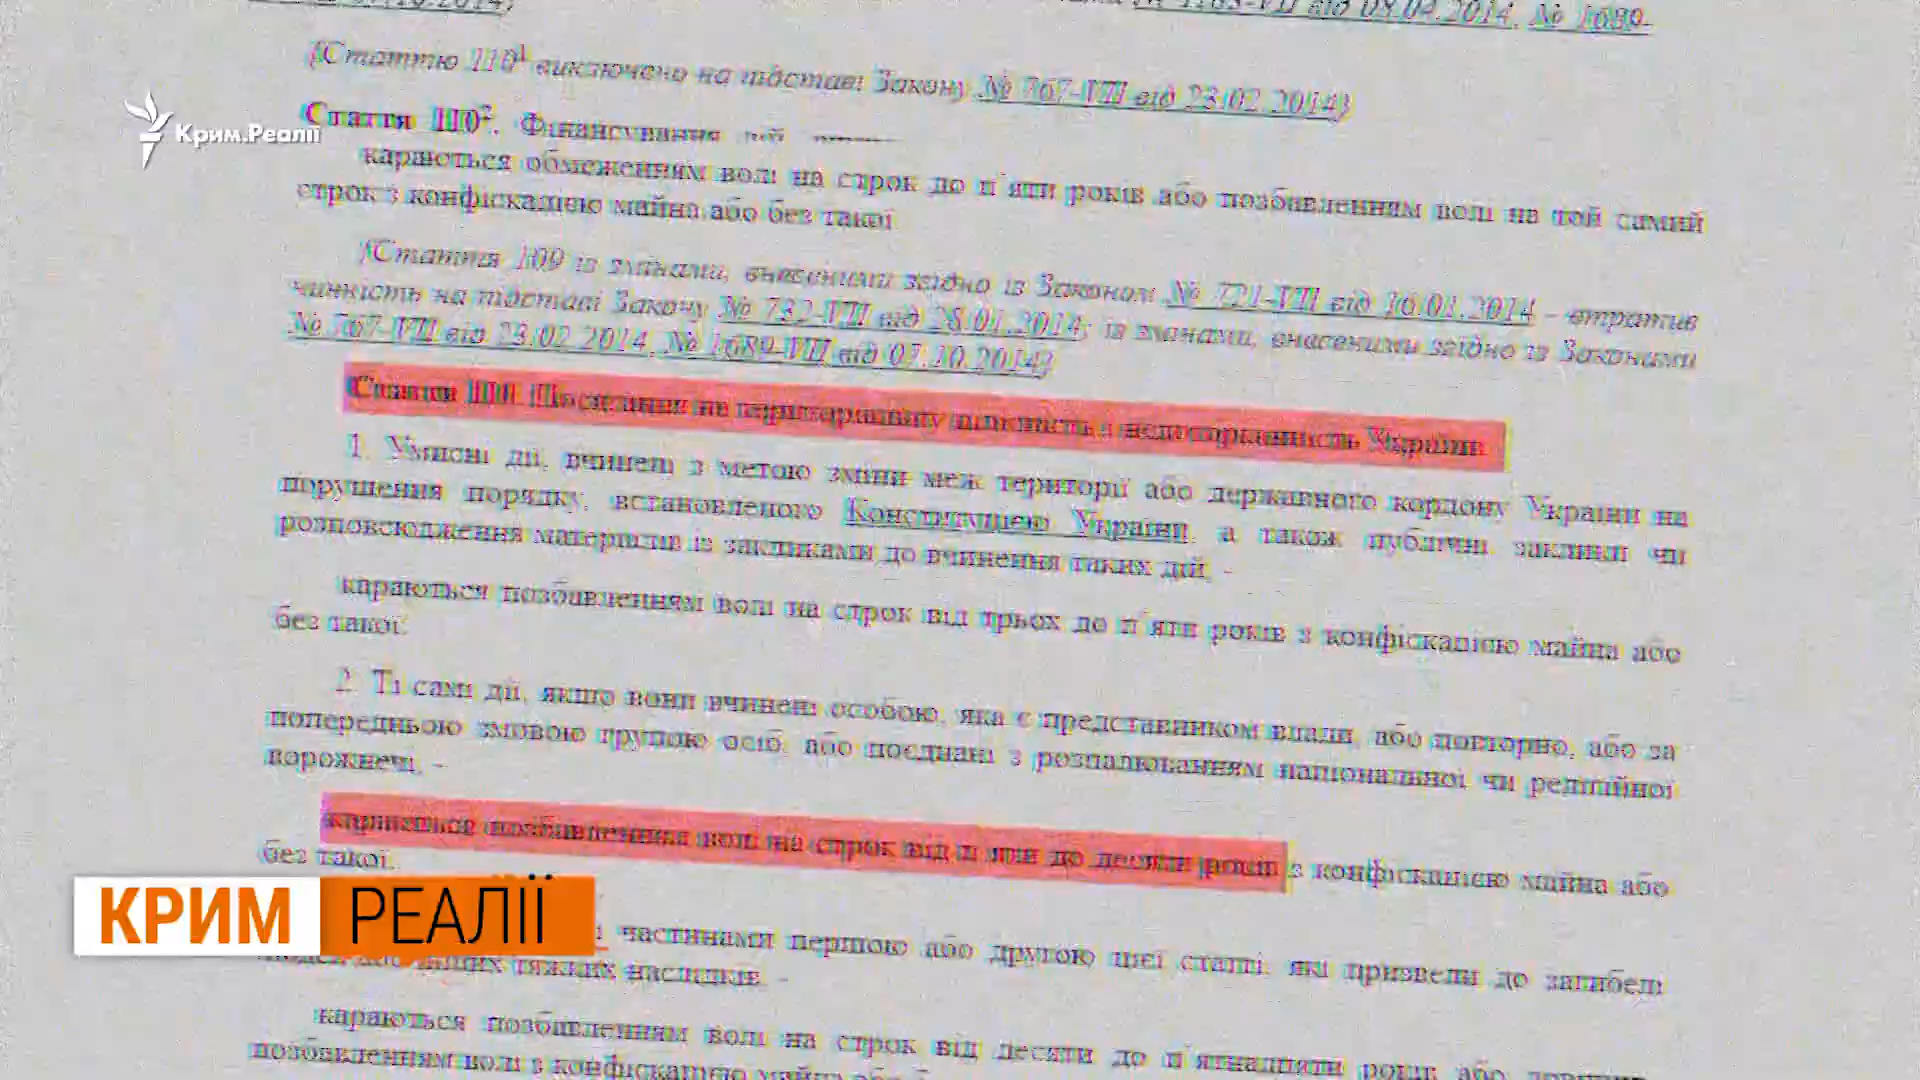 (Статтю 110¹ виключено на підставі Закону № 767-VII від 23.02.2014)
Крим.Реалії
Стаття 110². Фінансування дій
караються обмеженням волі на строк до п'яти років або позбавленням волі на той самий
строк з конфіскацією майна або без такої.
(Стаття 109 із змінами, внесеними згідно із Законом № 721-VII від 16.01.2014 - втратив
чинність на підставі Закону № 732-VII від 28.01.2014; із змінами, внесеними згідно із Законами
№ 767-VII від 23.02.2014, № 1689-VII від 07.10.2014)
Стаття 110. Посягання на територіальну цілісність і недоторканність України
1. Умисні дії, вчинені з метою зміни меж території або державного кордону України на
порушення порядку, встановленого Конституцією України, а також публічні заклики чи
розповсюдження матеріалів із закликами до вчинення таких дій, -
караються позбавленням волі на строк від трьох до п'яти років з конфіскацією майна або
без такої.
2. Ті самі дії, якщо вони вчинені особою, яка є представником влади, або повторно, або за
попередньою змовою групою осіб, або поєднані з розпалюванням національної чи релігійної
ворожнечі, -
караються позбавленням волі на строк від п'яти до десяти років з конфіскацією майна або
без такої.
КРИМ РЕАЛІЇ
частинами першою або другою цієї статті, які призвели до загибелі
тяжких наслідків, -
караються позбавленням волі на строк від десяти до п'ятнадцяти років або
позбавленням волі з конфіскацією майна або